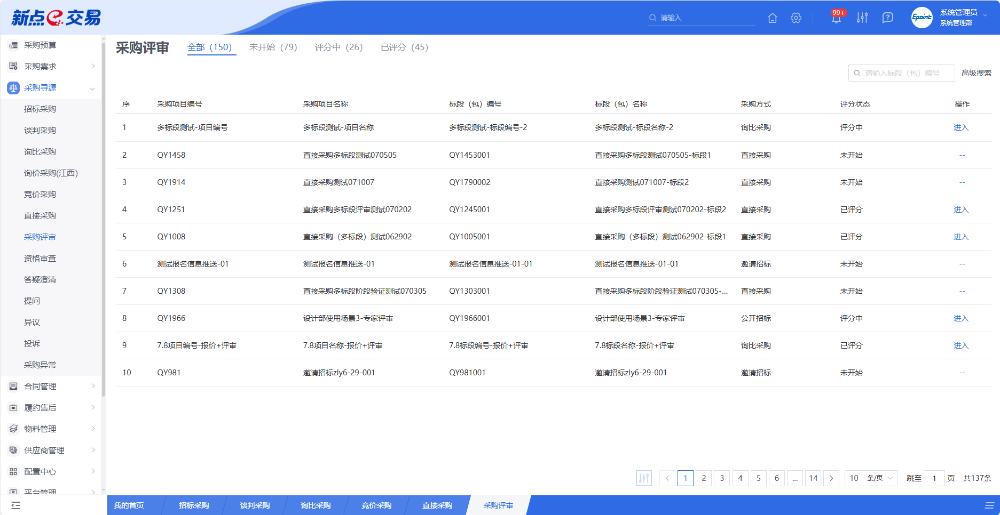 新点e交易
请输入
99+
Epoint
系统管理员
系统管理部
采购预算
采购需求
采购寻源
招标采购
谈判采购
询比采购
询价采购(江西)
竞价采购
直接采购
采购评审
资格审查
答疑澄清
提问
异议
投诉
采购异常
合同管理
履约售后
物料管理
供应商管理
配置中心
平台管理
采购评审 全部（150） 未开始（79） 评分中（26） 已评分（45）
请输入标段（包）编号 高级搜索
序 采购项目编号 采购项目名称 标段（包）编号 标段（包）名称 采购方式 评分状态 操作
1 多标段测试-项目编号 多标段测试-项目名称 多标段测试-标段编号-2 多标段测试-标段名称-2 询比采购 评分中 进入
2 QY1458 直接采购多标段测试070505 QY1453001 直接采购多标段测试070505-标段1 直接采购 未开始 --
3 QY1914 直接采购测试071007 QY1790002 直接采购测试071007-标段2 直接采购 未开始 --
4 QY1251 直接采购多标段评审测试070202 QY1245001 直接采购多标段评审测试070202-标段2 直接采购 已评分 进入
5 QY1008 直接采购（多标段）测试062902 QY1005001 直接采购（多标段）测试062902-标段1 直接采购 已评分 进入
6 测试报名信息推送-01 测试报名信息推送-01 测试报名信息推送-01-01 测试报名信息推送-01-01 邀请招标 未开始 --
7 QY1308 直接采购多标段阶段验证测试070305 QY1303001 直接采购多标段阶段验证测试070305-... 直接采购 未开始 --
8 QY1966 设计部使用场景3-专家评审 QY1966001 设计部使用场景3-专家评审 公开招标 评分中 进入
9 7.8项目编号-报价+评审 7.8项目名称-报价+评审 7.8标段编号-报价+评审 7.8标段名称-报价+评审 询比采购 已评分 进入
10 QY981 邀请招标zly6-29-001 QY981001 邀请招标zly6-29-001 邀请招标 未开始 --
1 2 3 4 5 6 ... 14 10 条/页 跳至 1 页 共137条
我的首页 招标采购 谈判采购 询比采购 竞价采购 直接采购 采购评审